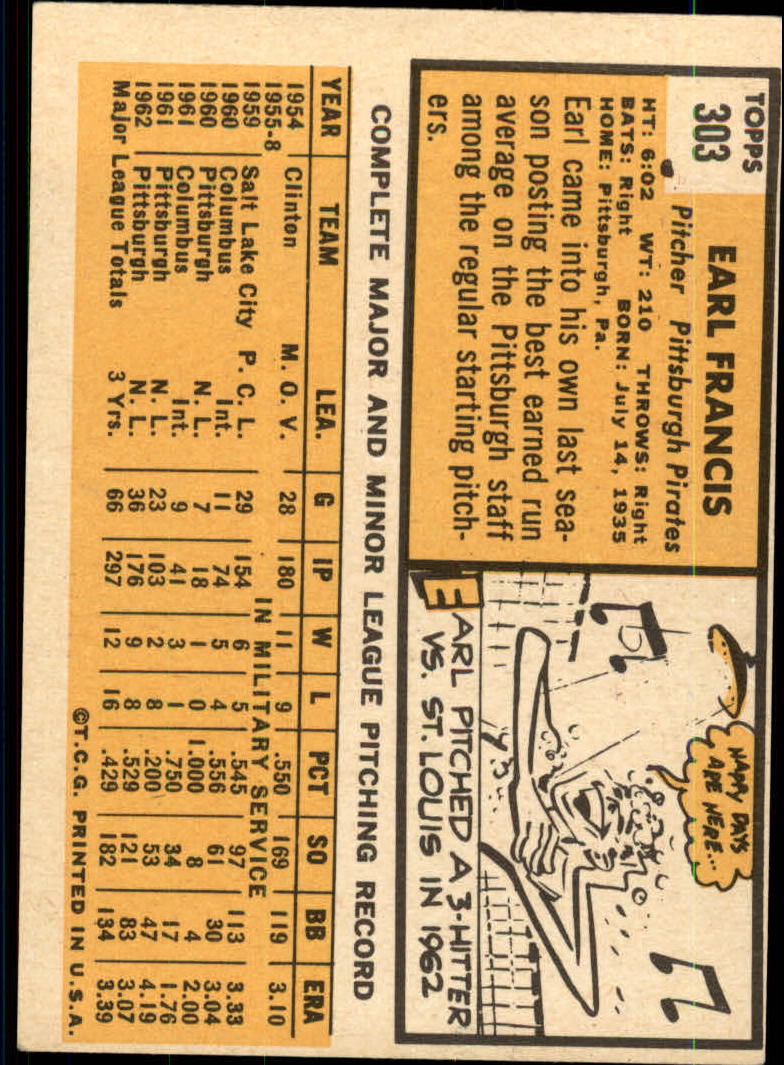 TOPPS
303
EARL FRANCIS
Pitcher Pittsburgh Pirates
HT: 6:02 WT: 210 THROWS: Right
BATS: Right BORN: July 14, 1935
HOME: Pittsburgh, Pa.
Earl came into his own last sea-
son posting the best earned run
average on the Pittsburgh staff
among the regular starting pitch-
ers.
HAPPY DAYS
ARE HERE...
EARL PITCHED A 3-HITTER
VS. ST. LOUIS IN 1962
COMPLETE MAJOR AND MINOR LEAGUE PITCHING RECORD
YEAR TEAM LEA. G IP W L PCT SO BB ERA
1954 Clinton M. O. V. 28 180 11 9 .550 169 119 3.10
1955-8 IN MILITARY SERVICE
1959 Salt Lake City P. C. L. 29 154 6 5 .545 97 113 3.33
1960 Columbus Int. 11 74 5 4 .556 61 30 3.04
1960 Pittsburgh N. L. 7 18 1 0 1.000 8 4 2.00
1961 Columbus Int. 9 41 3 1 .750 34 17 1.76
1961 Pittsburgh N. L. 23 103 2 8 .200 53 47 4.19
1962 Pittsburgh N. L. 36 176 9 8 .529 121 83 3.07
Major League Totals 3 Yrs. 66 297 12 16 .429 182 134 3.39
©T.C.G. PRINTED IN U.S.A.